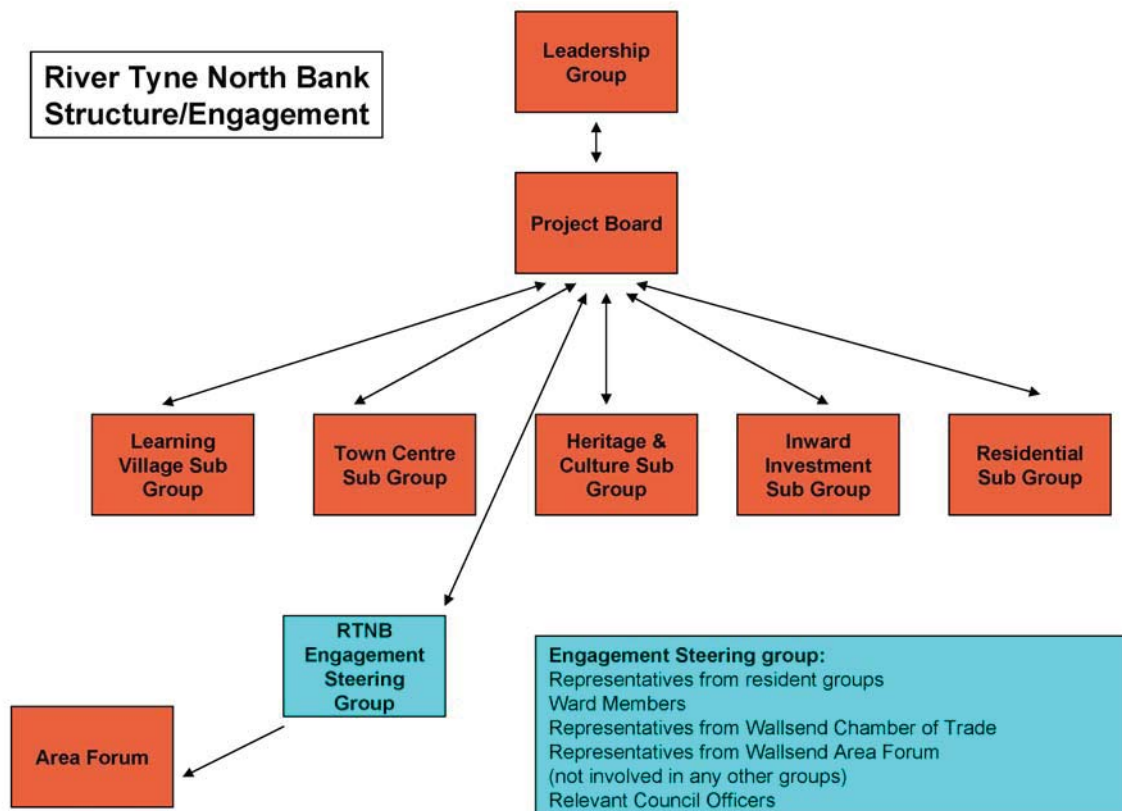 River Tyne North Bank
Structure/Engagement
Leadership
Group
Project Board
Learning
Village Sub
Group
Town Centre
Sub Group
Heritage &
Culture Sub
Group
Inward
Investment
Sub Group
Residential
Sub Group
RTNB
Engagement
Steering
Group
Area Forum
Engagement Steering group:
Representatives from resident groups
Ward Members
Representatives from Wallsend Chamber of Trade
Representatives from Wallsend Area Forum
(not involved in any other groups)
Relevant Council Officers